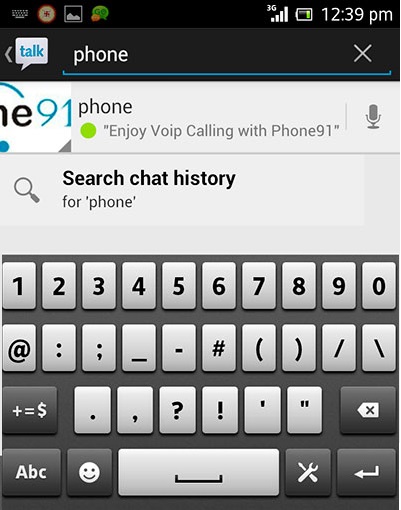 3G 12:39 pm
talk phone
ne91 phone
"Enjoy Voip Calling with Phone91"
Search chat history
for 'phone'
1 2 3 4 5 6 7 8 9 0
@ : ; _ - # ( ) / \
+=$ . , ? ! ' "
Abc